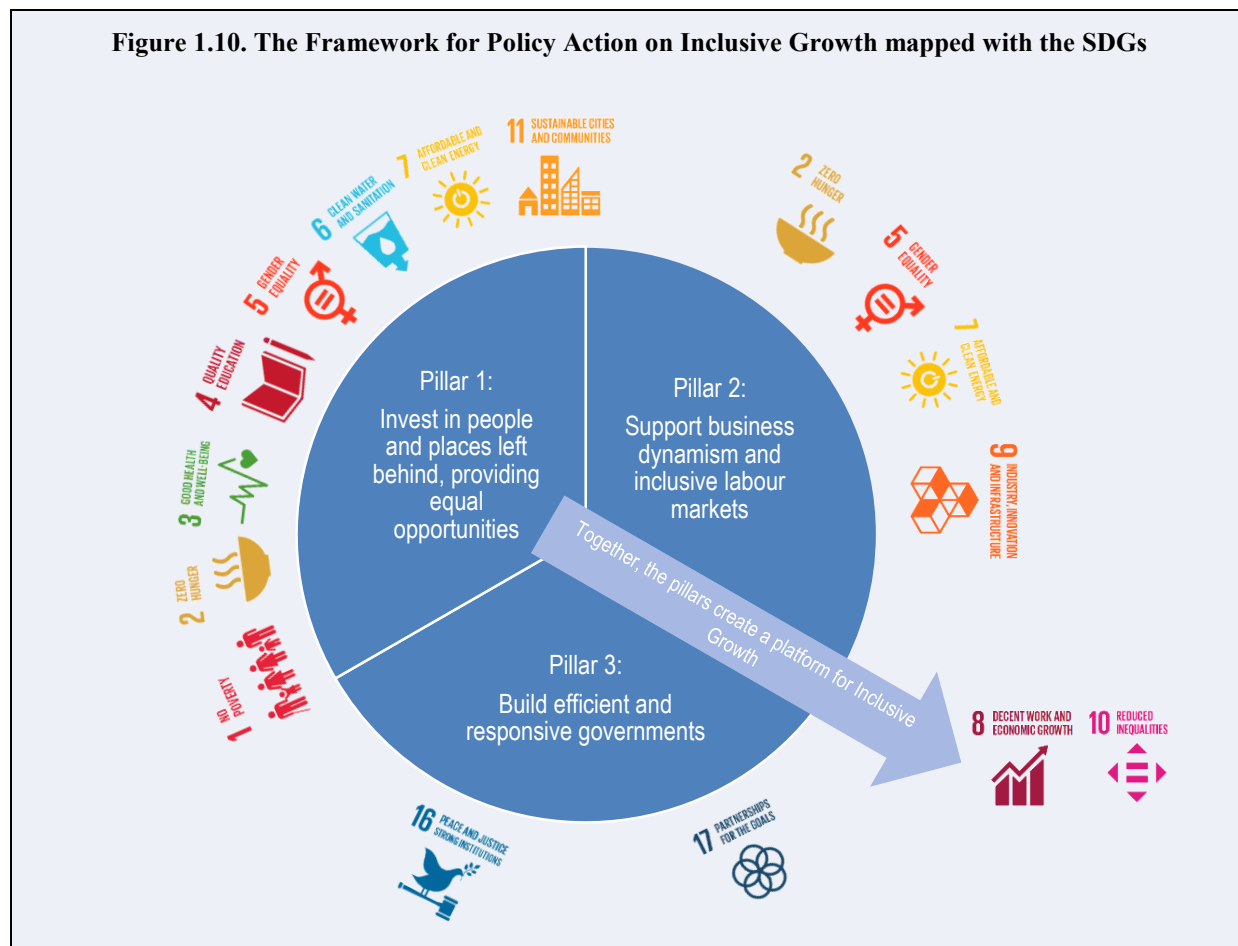 Figure 1.10. The Framework for Policy Action on Inclusive Growth mapped with the SDGs
11 SUSTAINABLE CITIES
AND COMMUNITIES
7 AFFORDABLE AND
CLEAN ENERGY
6 CLEAN WATER
AND SANITATION
5 GENDER
EQUALITY
4 QUALITY
EDUCATION
3 GOOD HEALTH
AND WELL-BEING
2 ZERO
HUNGER
1 NO
POVERTY
2 ZERO
HUNGER
5 GENDER
EQUALITY
7 AFFORDABLE AND
CLEAN ENERGY
9 INDUSTRY, INNOVATION
AND INFRASTRUCTURE
Pillar 1:
Invest in people
and places left
behind, providing
equal
opportunities
Pillar 2:
Support business
dynamism and
inclusive labour
markets
Together, the pillars create a platform for Inclusive
Growth
Pillar 3:
Build efficient and
responsive governments
8 DECENT WORK AND
ECONOMIC GROWTH
10 REDUCED
INEQUALITIES
16 PEACE AND JUSTICE
STRONG INSTITUTIONS
17 PARTNERSHIPS
FOR THE GOALS